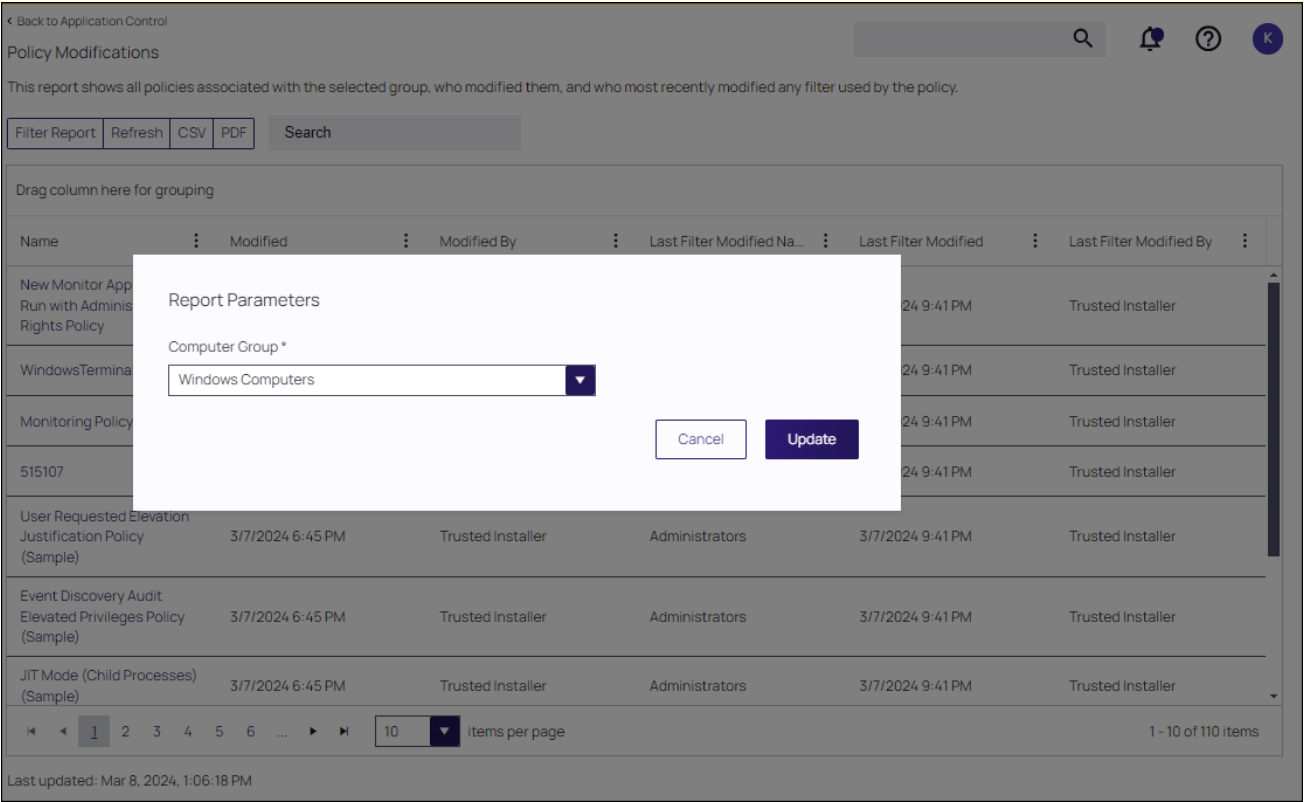 Back to Application Control
Policy Modifications
K
This report shows all policies associated with the selected group, who modified them, and who most recently modified any filter used by the policy.
Filter Report Refresh CSV PDF Search
Drag column here for grouping
Name Modified Modified By Last Filter Modified Na... Last Filter Modified Last Filter Modified By
New Monitor App
Run with Adminis 24 9:41 PM Trusted Installer
Rights Policy
WindowsTermina 24 9:41 PM Trusted Installer
Monitoring Policy 24 9:41 PM Trusted Installer
515107 24 9:41 PM Trusted Installer
Report Parameters
Computer Group *
Windows Computers
Cancel Update
User Requested Elevation
Justification Policy 3/7/2024 6:45 PM Trusted Installer Administrators 3/7/2024 9:41 PM Trusted Installer
(Sample)
Event Discovery Audit
Elevated Privileges Policy 3/7/2024 6:45 PM Trusted Installer Administrators 3/7/2024 9:41 PM Trusted Installer
(Sample)
JIT Mode (Child Processes)
(Sample) 3/7/2024 6:45 PM Trusted Installer Administrators 3/7/2024 9:41 PM Trusted Installer
1 2 3 4 5 6 ... 10 items per page 1 - 10 of 110 items
Last updated: Mar 8, 2024, 1:06:18 PM